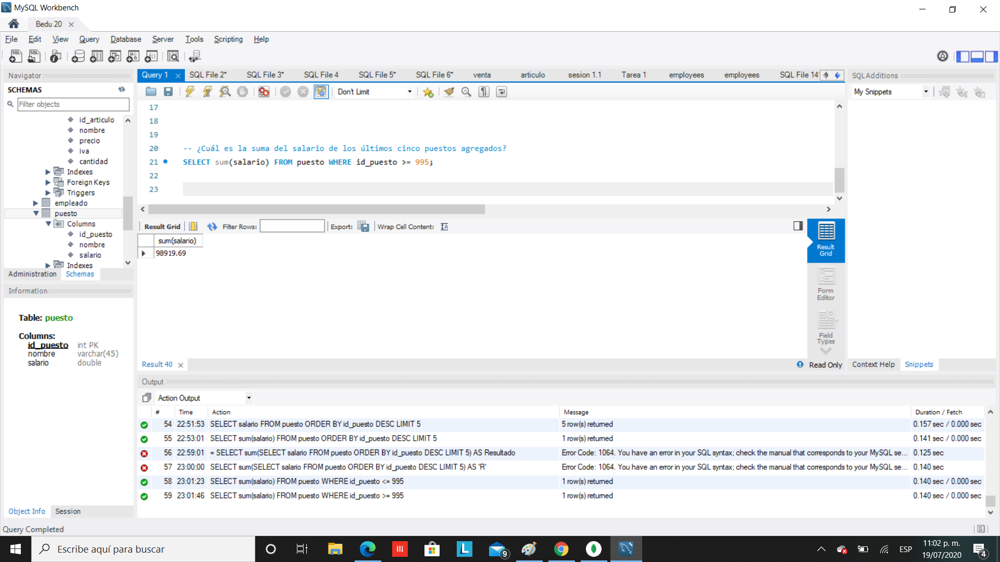 MySQL Workbench
Bedu 20
File Edit View Query Database Server Tools Scripting Help
Navigator
SCHEMAS
Filter objects
id_articulo
nombre
precio
iva
cantidad
Indexes
Foreign Keys
Triggers
empleado
puesto
Columns
id_puesto
nombre
salario
Indexes
Administration Schemas
Information
Table: puesto
Columns:
id_puesto int PK
nombre varchar(45)
salario double
Object Info Session
Query 1 SQL File 2* SQL File 3* SQL File 4 SQL File 5* SQL File 6* venta articulo sesion 1.1 Tarea 1 employees employees SQL File 14*
Don't Limit
17
18
19
20 -- ¿Cuál es la suma del salario de los últimos cinco puestos agregados?
21 SELECT sum(salario) FROM puesto WHERE id_puesto >= 995;
22
23
Result Grid Filter Rows: Export: Wrap Cell Content:
sum(salario)
98919.69
Result Grid
Form Editor
Field Types
Result 40
Read Only
SQLAdditions
My Snippets
Context Help Snippets
Output
Action Output
# Time Action Message Duration / Fetch
54 22:51:53 SELECT salario FROM puesto ORDER BY id_puesto DESC LIMIT 5 5 row(s) returned 0.157 sec / 0.000 sec
55 22:53:01 SELECT sum(salario) FROM puesto ORDER BY id_puesto DESC LIMIT 5 1 row(s) returned 0.141 sec / 0.000 sec
56 22:59:01 = SELECT sum(SELECT salario FROM puesto ORDER BY id_puesto DESC LIMIT 5) AS Resultado Error Code: 1064. You have an error in your SQL syntax; check the manual that corresponds to your MySQL se... 0.125 sec
57 23:00:00 SELECT sum(SELECT salario FROM puesto ORDER BY id_puesto DESC LIMIT 5) AS 'R' Error Code: 1064. You have an error in your SQL syntax; check the manual that corresponds to your MySQL se... 0.140 sec
58 23:01:23 SELECT sum(salario) FROM puesto WHERE id_puesto <= 995 1 row(s) returned 0.140 sec / 0.000 sec
59 23:01:46 SELECT sum(salario) FROM puesto WHERE id_puesto >= 995 1 row(s) returned 0.140 sec / 0.000 sec
Query Completed
Escribe aquí para buscar
9
ESP
11:02 p. m.
19/07/2020
4